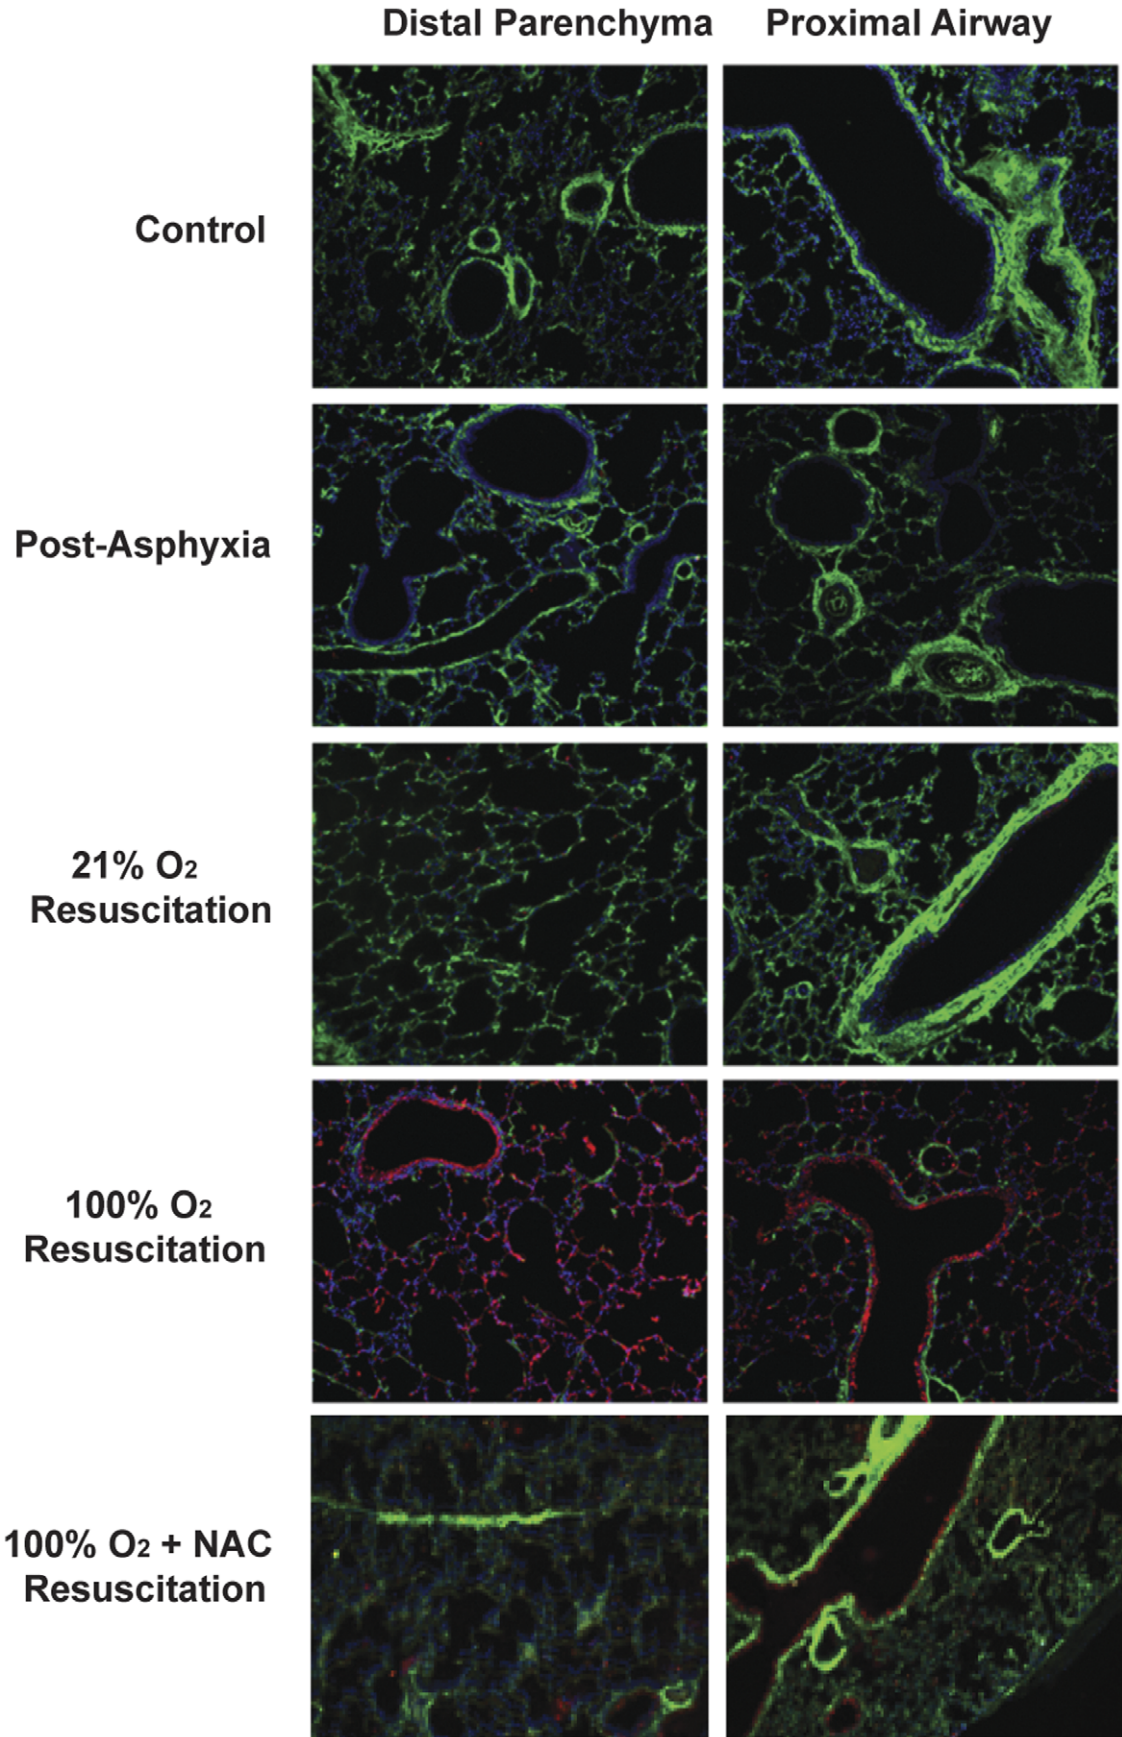 Distal Parenchyma Proximal Airway
Control
Post-Asphyxia
21% O2
Resuscitation
100% O2
Resuscitation
100% O2 + NAC
Resuscitation